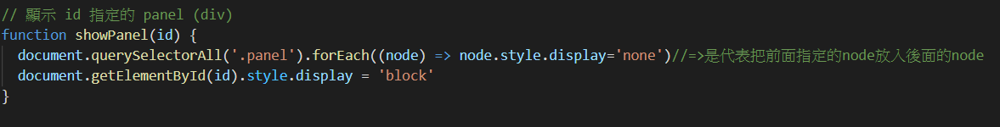 // 顯示 id 指定的 panel (div)
function showPanel(id) {
  document.querySelectorAll('.panel').forEach((node) => node.style.display='none')//=>是代表把前面指定的node放入後面的node
  document.getElementById(id).style.display = 'block'
}